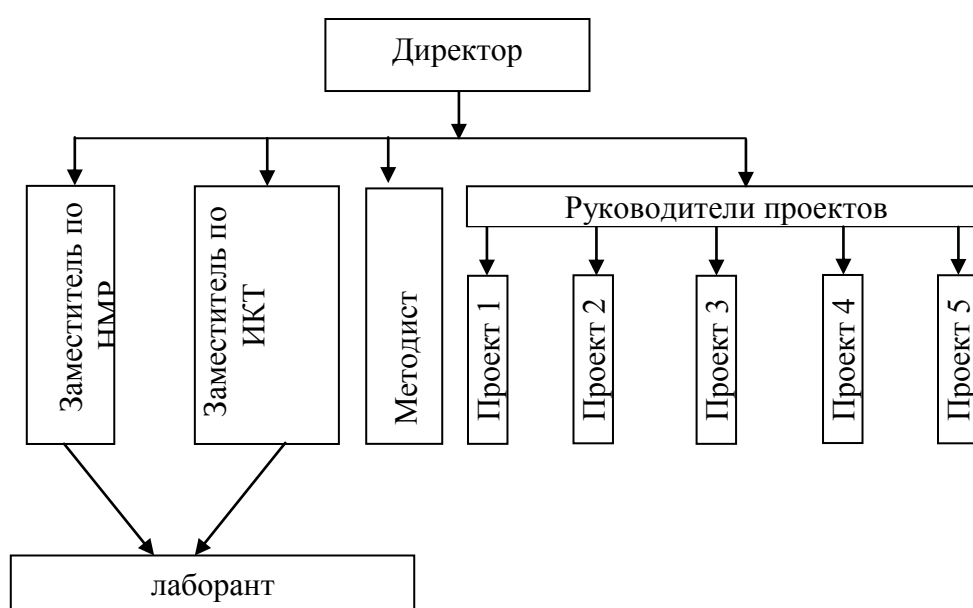 Директор
Заместитель по
НМР
Заместитель по
ИКТ
Методист
Руководители проектов
Проект 1
Проект 2
Проект 3
Проект 4
Проект 5
лаборант